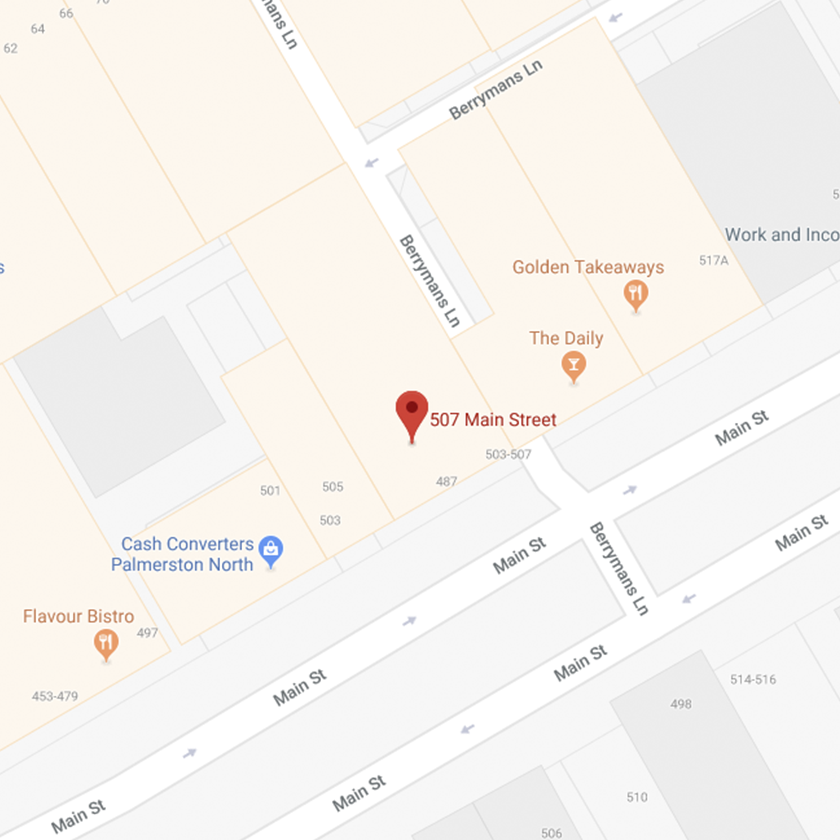 66
64
62
mans Ln
Berrymans Ln
Berrymans Ln
Work and Inco
517A
Golden Takeaways
The Daily
507 Main Street
503-507
487
505
503
501
Cash Converters
Palmerston North
Flavour Bistro
497
453-479
Main St
Main St
Main St
Main St
Berrymans Ln
Main St
Main St
Main St
514-516
498
510
506